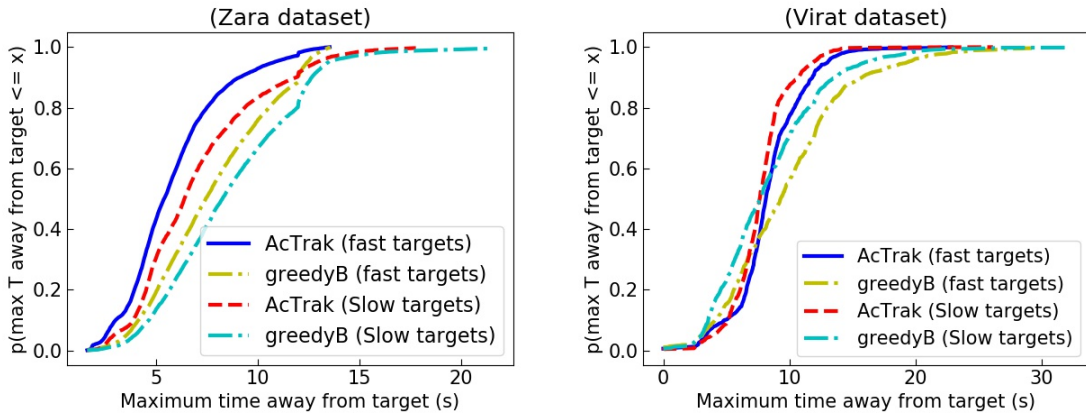 (Zara dataset)
p(max T away from target <= x)
1.0
0.8
0.6
0.4
0.2
0.0
AcTrak (fast targets)
greedyB (fast targets)
AcTrak (Slow targets)
greedyB (Slow targets)
5 10 15 20
Maximum time away from target (s)
(Virat dataset)
p(max T away from target <= x)
1.0
0.8
0.6
0.4
0.2
0.0
AcTrak (fast targets)
greedyB (fast targets)
AcTrak (Slow targets)
greedyB (Slow targets)
0 10 20 30
Maximum time away from target (s)